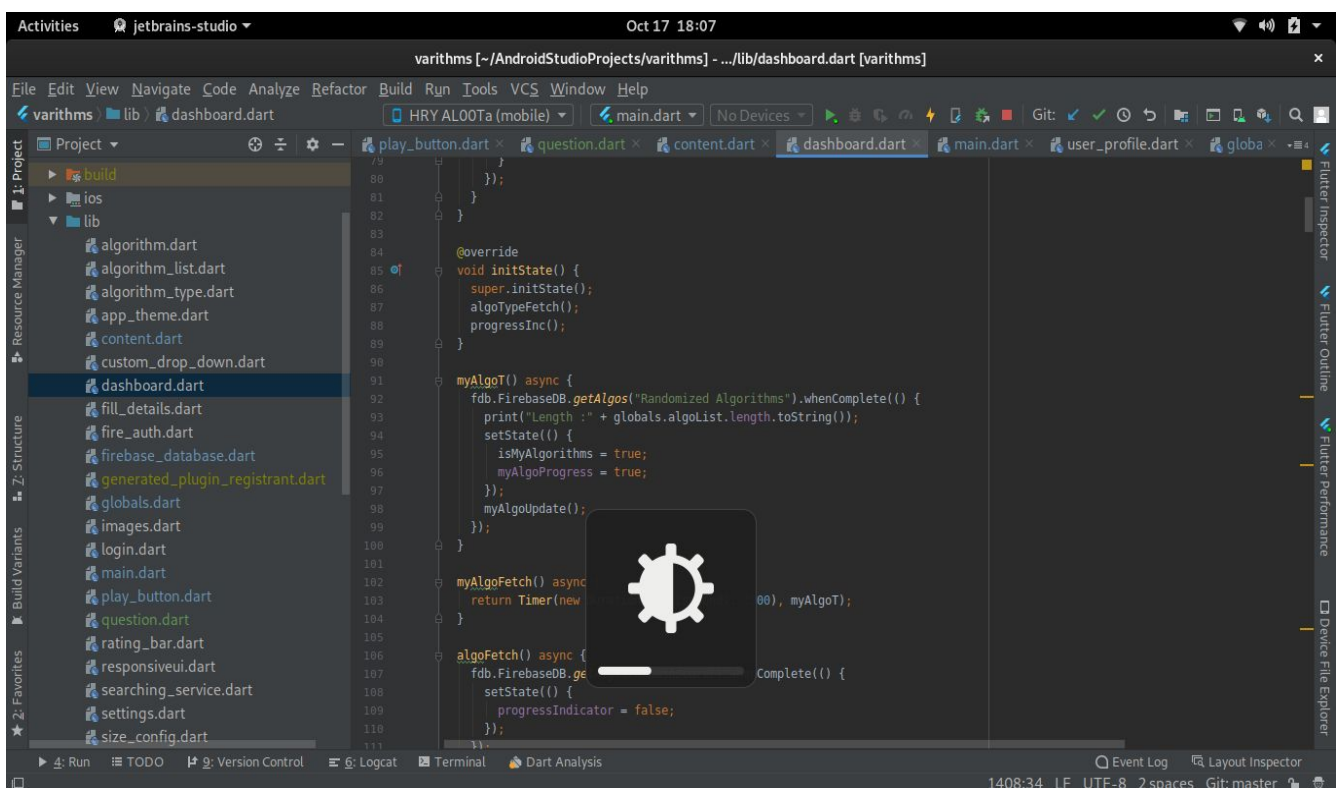 Activities jetbrains-studio Oct 17 18:07
varithms [~/AndroidStudioProjects/varithms] - .../lib/dashboard.dart [varithms]
File Edit View Navigate Code Analyze Refactor Build Run Tools VCS Window Help
varithms lib dashboard.dart HRY AL00Ta (mobile) main.dart No Devices Git:
Project
play_button.dart question.dart content.dart dashboard.dart main.dart user_profile.dart globa 4
1: Project
Resource Manager
Z: Structure
Build Variants
2: Favorites
build
ios
lib
algorithm.dart
algorithm_list.dart
algorithm_type.dart
app_theme.dart
content.dart
custom_drop_down.dart
dashboard.dart
fill_details.dart
fire_auth.dart
firebase_database.dart
generated_plugin_registrant.dart
globals.dart
images.dart
login.dart
main.dart
play_button.dart
question.dart
rating_bar.dart
responsiveui.dart
searching_service.dart
settings.dart
size_config.dart
79 }
80 });
81 }
82 }
83
84 @override
85 void initState() {
86 super.initState();
87 algoTypeFetch();
88 progressInc();
89 }
90
91 myAlgoT() async {
92 fdb.FirebaseDB.getAlgos("Randomized Algorithms").whenComplete(() {
93 print("Length :" + globals.algoList.length.toString());
94 setState(() {
95 isMyAlgorithms = true;
96 myAlgoProgress = true;
97 });
98 myAlgoUpdate();
99 });
100 }
101
102 myAlgoFetch() async
103 return Timer(new 00), myAlgoT);
104 }
105
106 algoFetch() async {
107 fdb.FirebaseDB.ge Complete(() {
108 setState(() {
109 progressIndicator = false;
110 });
111 });
Flutter Inspector
Flutter Outline
Flutter Performance
Device File Explorer
4: Run TODO 9: Version Control 6: Logcat Terminal Dart Analysis Event Log Layout Inspector
1408:34 LF UTF-8 2 spaces Git: master